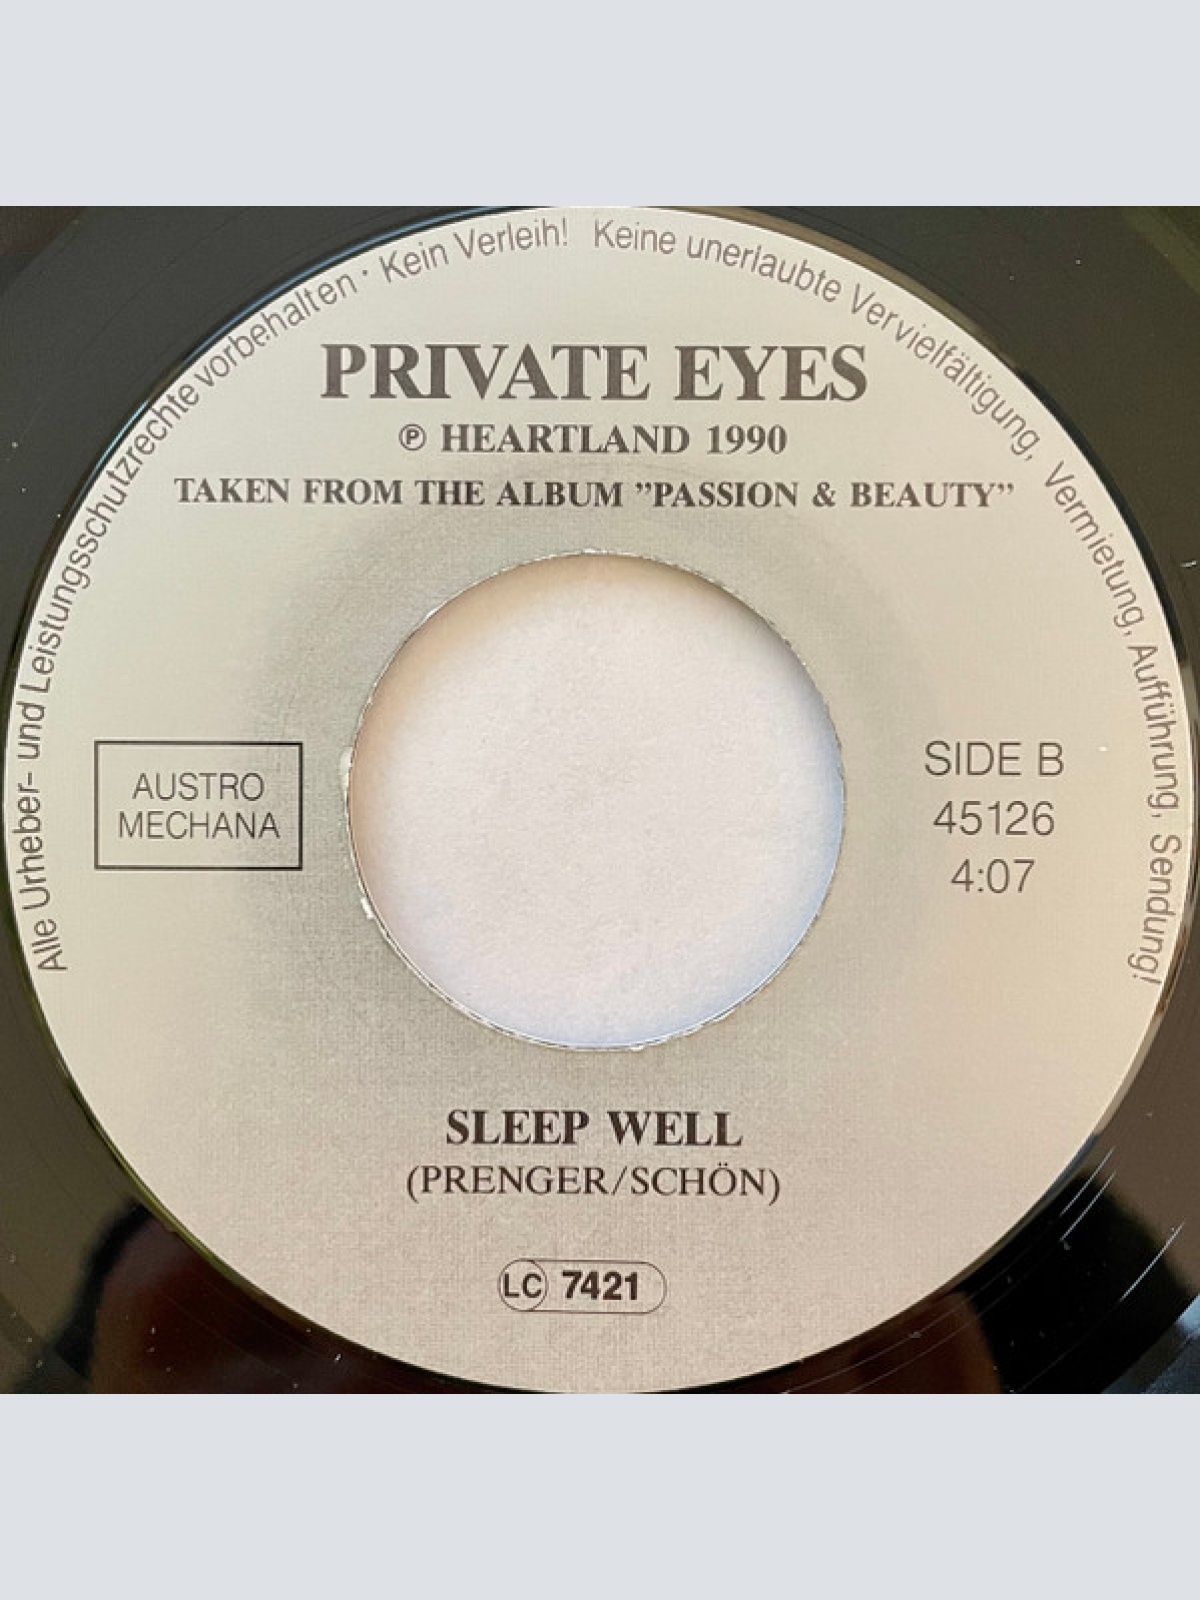 Alle Urheber- und Leistungsschutzrechte vorbehalten · Kein Verleih! Keine unerlaubte Vervielfältigung, Vermietung, Aufführung, Sendung!
PRIVATE EYES
℗ HEARTLAND 1990
TAKEN FROM THE ALBUM ”PASSION & BEAUTY”
AUSTRO
MECHANA
SIDE B
45126
4:07
SLEEP WELL
(PRENGER/SCHÖN)
LC 7421